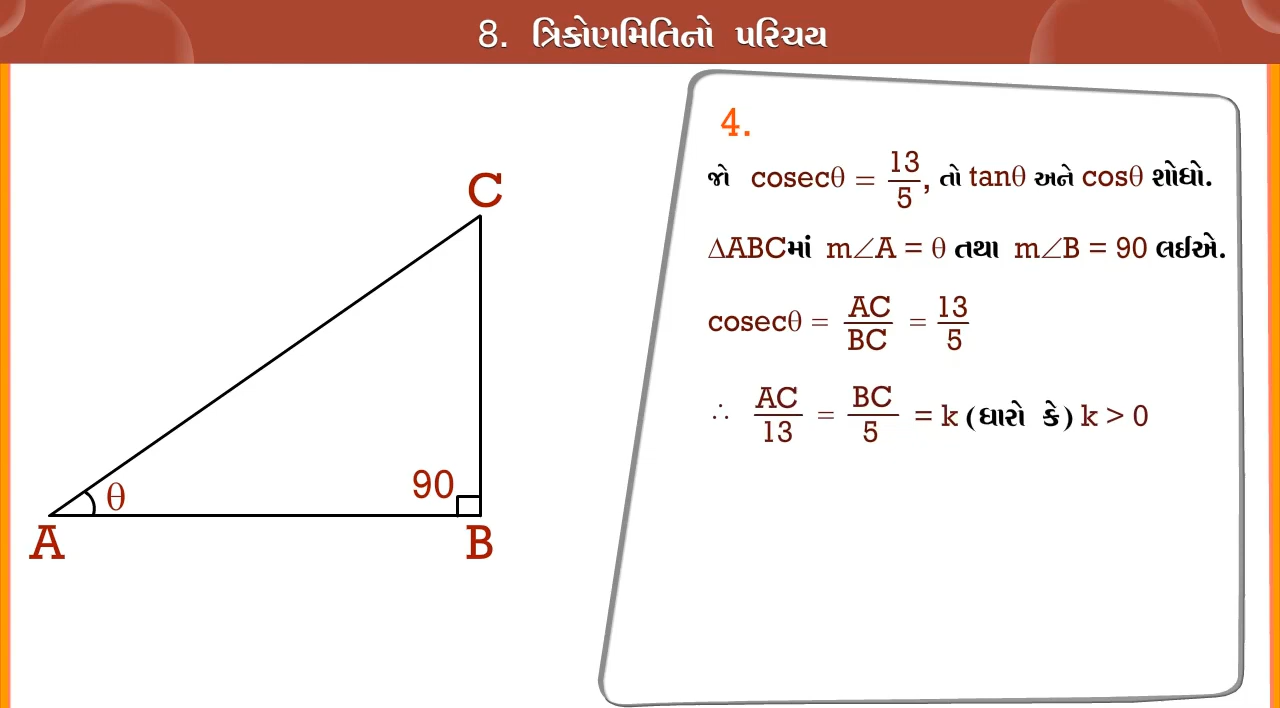 8. ત્રિકોણમિતિનો પરિચય
C
A
B
θ
90
4.
જો cosecθ = 13/5, તો tanθ અને cosθ શોધો.
∆ABCમાં m∠A = θ તથા m∠B = 90 લઈએ.
cosecθ = AC/BC = 13/5
∴ AC/13 = BC/5 = k (ધારો કે) k > 0